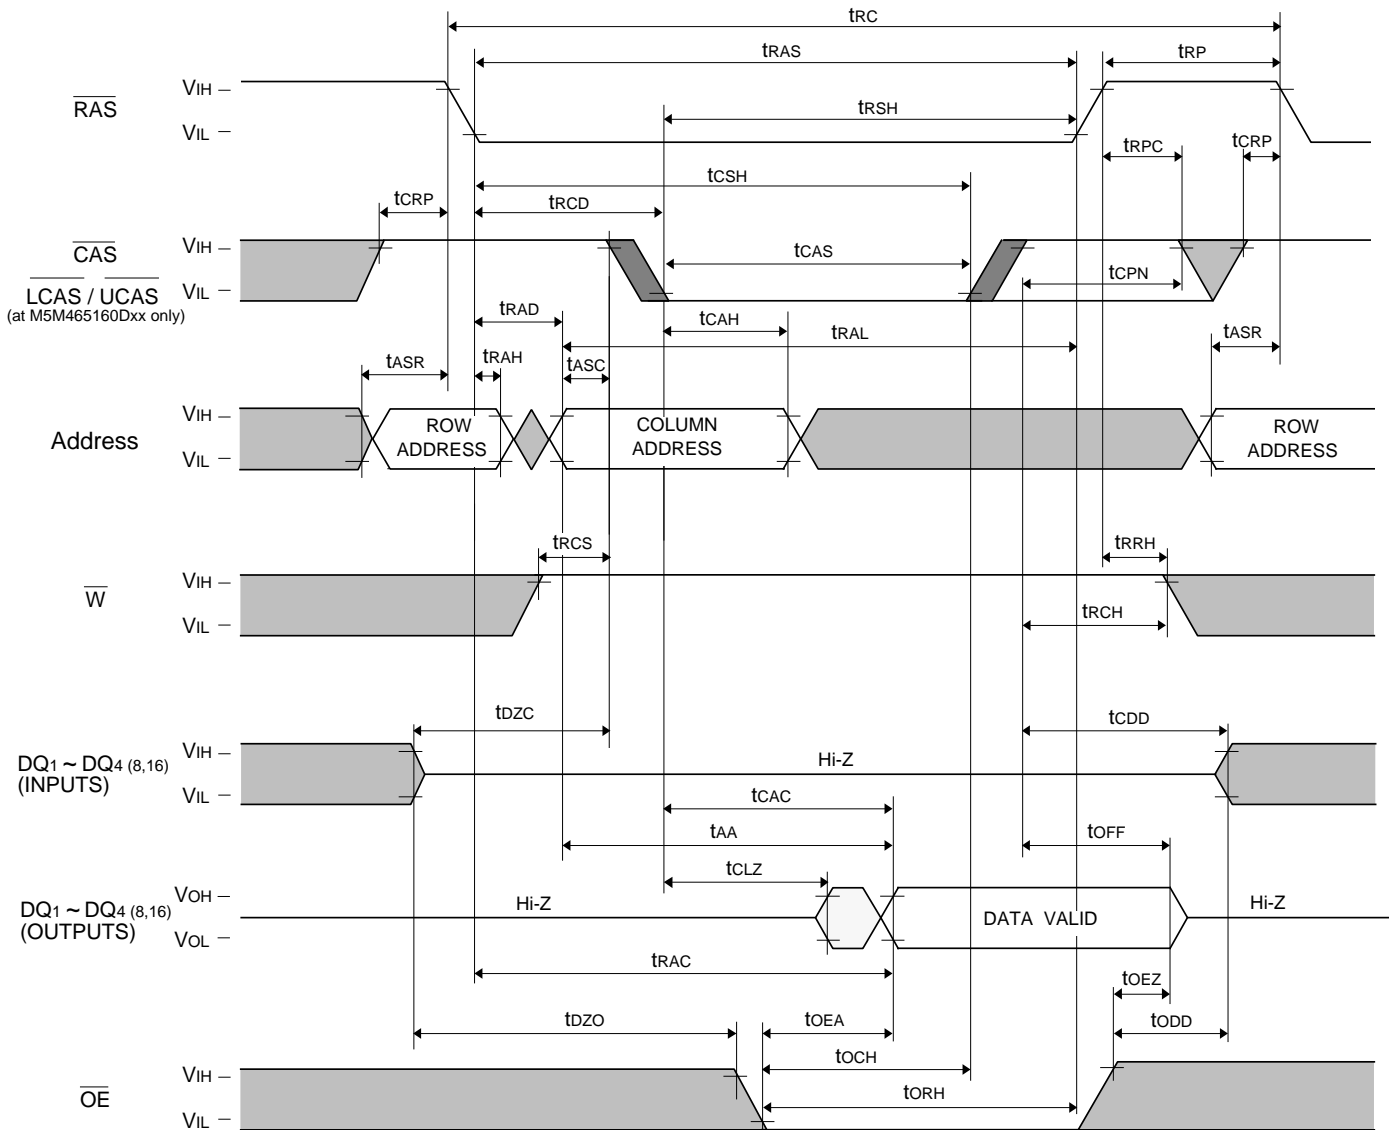 tRC
tRAS
tRP
RAS
VIH
VIL
tRSH
tRPC
tCRP
tCSH
tCRP
tRCD
CAS
LCAS / UCAS
(at M5M465160Dxx only)
VIH
VIL
tCAS
tCPN
tRAD
tCAH
tRAL
tASR
tRAH
tASC
tASR
Address
VIH
VIL
ROW
ADDRESS
COLUMN
ADDRESS
ROW
ADDRESS
tRCS
tRRH
W
VIH
VIL
tRCH
tDZC
tCDD
DQ1 ~ DQ4 (8,16)
(INPUTS)
VIH
VIL
Hi-Z
tCAC
tAA
tOFF
tCLZ
DQ1 ~ DQ4 (8,16)
(OUTPUTS)
VOH
VOL
Hi-Z
DATA VALID
Hi-Z
tRAC
tOEZ
tDZO
tOEA
tODD
tOCH
OE
VIH
VIL
tORH